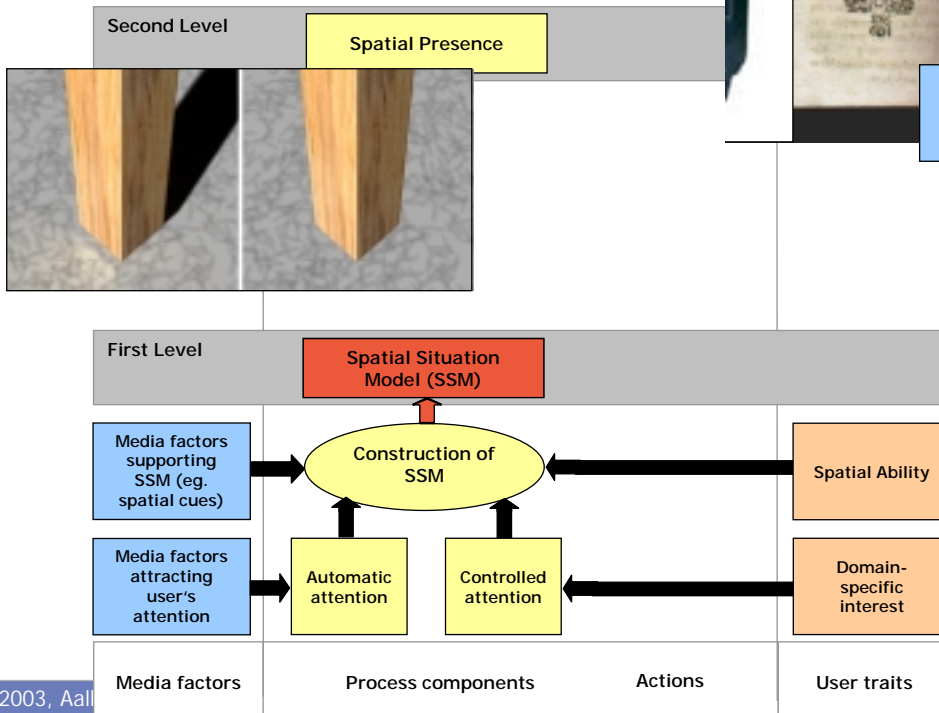 Second Level
Spatial Presence
First Level
Spatial Situation
Model (SSM)
Media factors
supporting
SSM (eg.
spatial cues)
Construction of
SSM
Spatial Ability
Media factors
attracting
user's
attention
Automatic
attention
Controlled
attention
Domain-
specific
interest
Media factors
Process components
Actions
User traits
2003, Aal